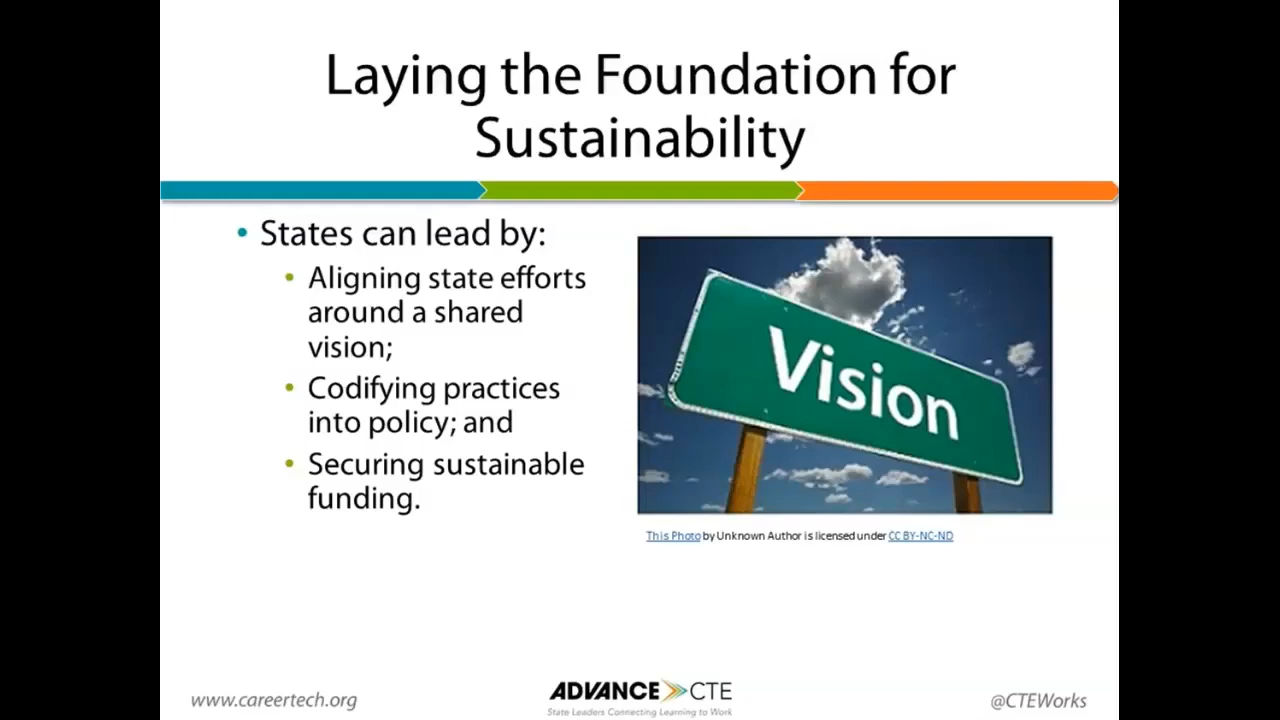 Laying the Foundation for
Sustainability
• States can lead by:
• Aligning state efforts
around a shared
vision;
• Codifying practices
into policy; and
• Securing sustainable
funding.
Vision
This Photo by Unknown Author is licensed under CC BY-NC-ND
www.careertech.org
ADVANCE CTE
State Leaders Connecting Learning to Work
@CTEWorks